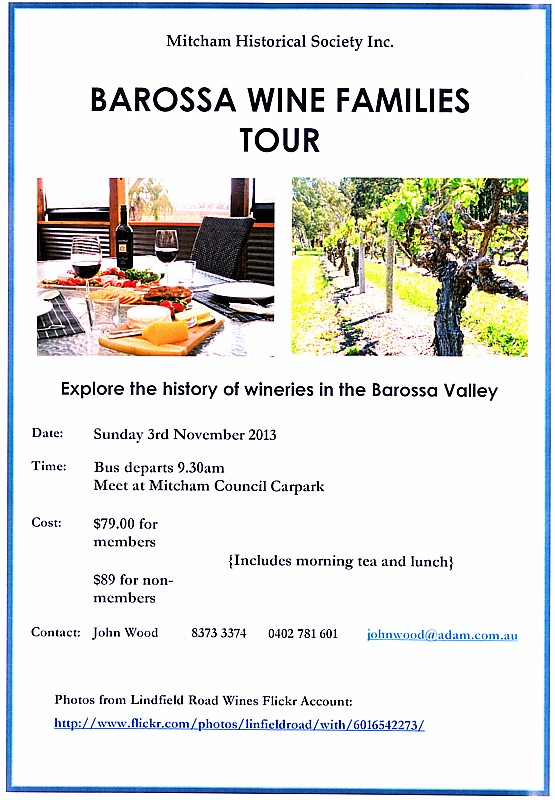 Mitcham Historical Society Inc.
BAROSSA WINE FAMILIES
TOUR
Explore the history of wineries in the Barossa Valley
Date: Sunday 3rd November 2013
Time: Bus departs 9.30am
Meet at Mitcham Council Carpark
Cost: $79.00 for
members
{Includes morning tea and lunch}
$89 for non-
members
Contact: John Wood 8373 3374 0402 781 601 johnwood@adam.com.au
Photos from Lindfield Road Wines Flickr Account:
http://www.flickr.com/photos/linfieldroad/with/6016542273/